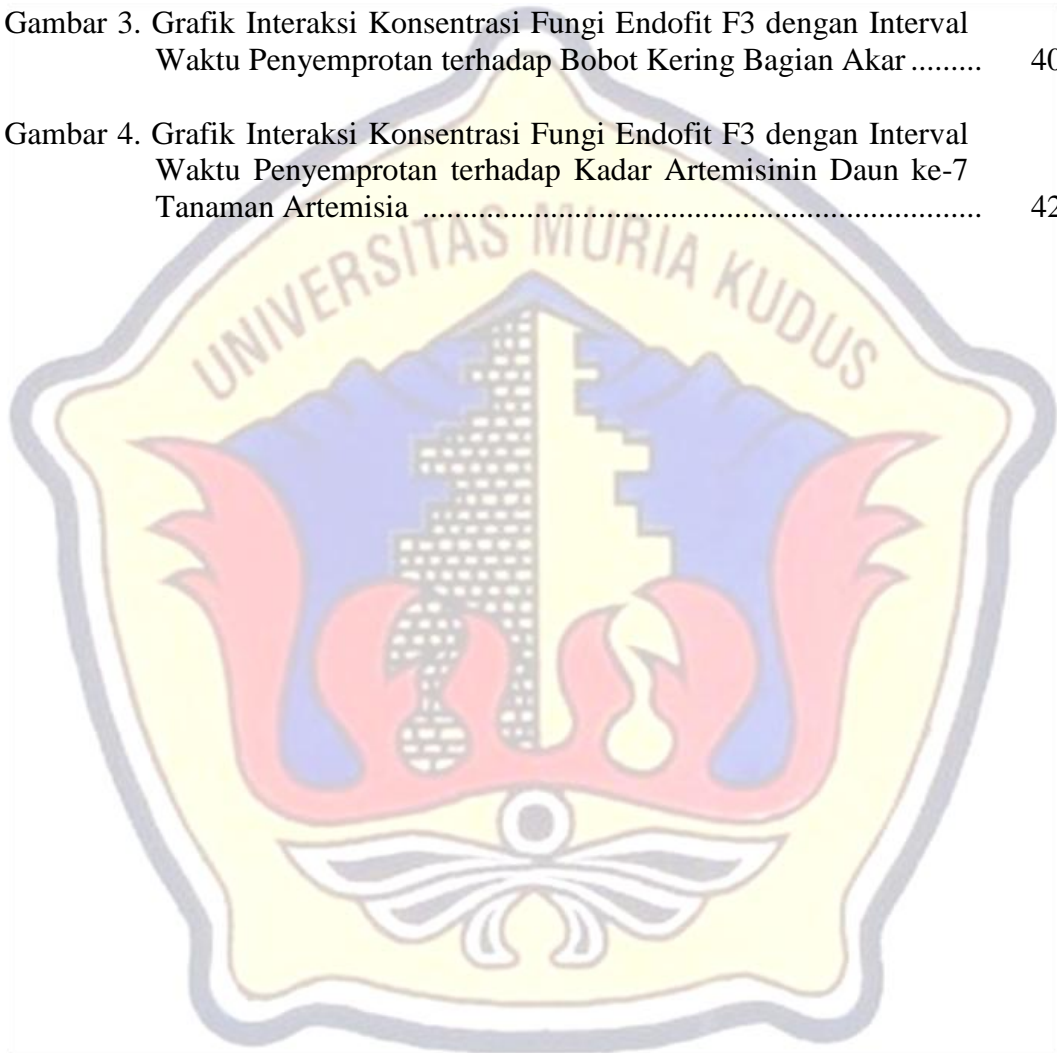 Gambar 3. Grafik Interaksi Konsentrasi Fungi Endofit F3 dengan Interval
Waktu Penyemprotan terhadap Bobot Kering Bagian Akar ......... 40
Gambar 4. Grafik Interaksi Konsentrasi Fungi Endofit F3 dengan Interval
Waktu Penyemprotan terhadap Kadar Artemisinin Daun ke-7
Tanaman Artemisia ................................................................ 42
UNIVERSITAS MURIA KUDUS